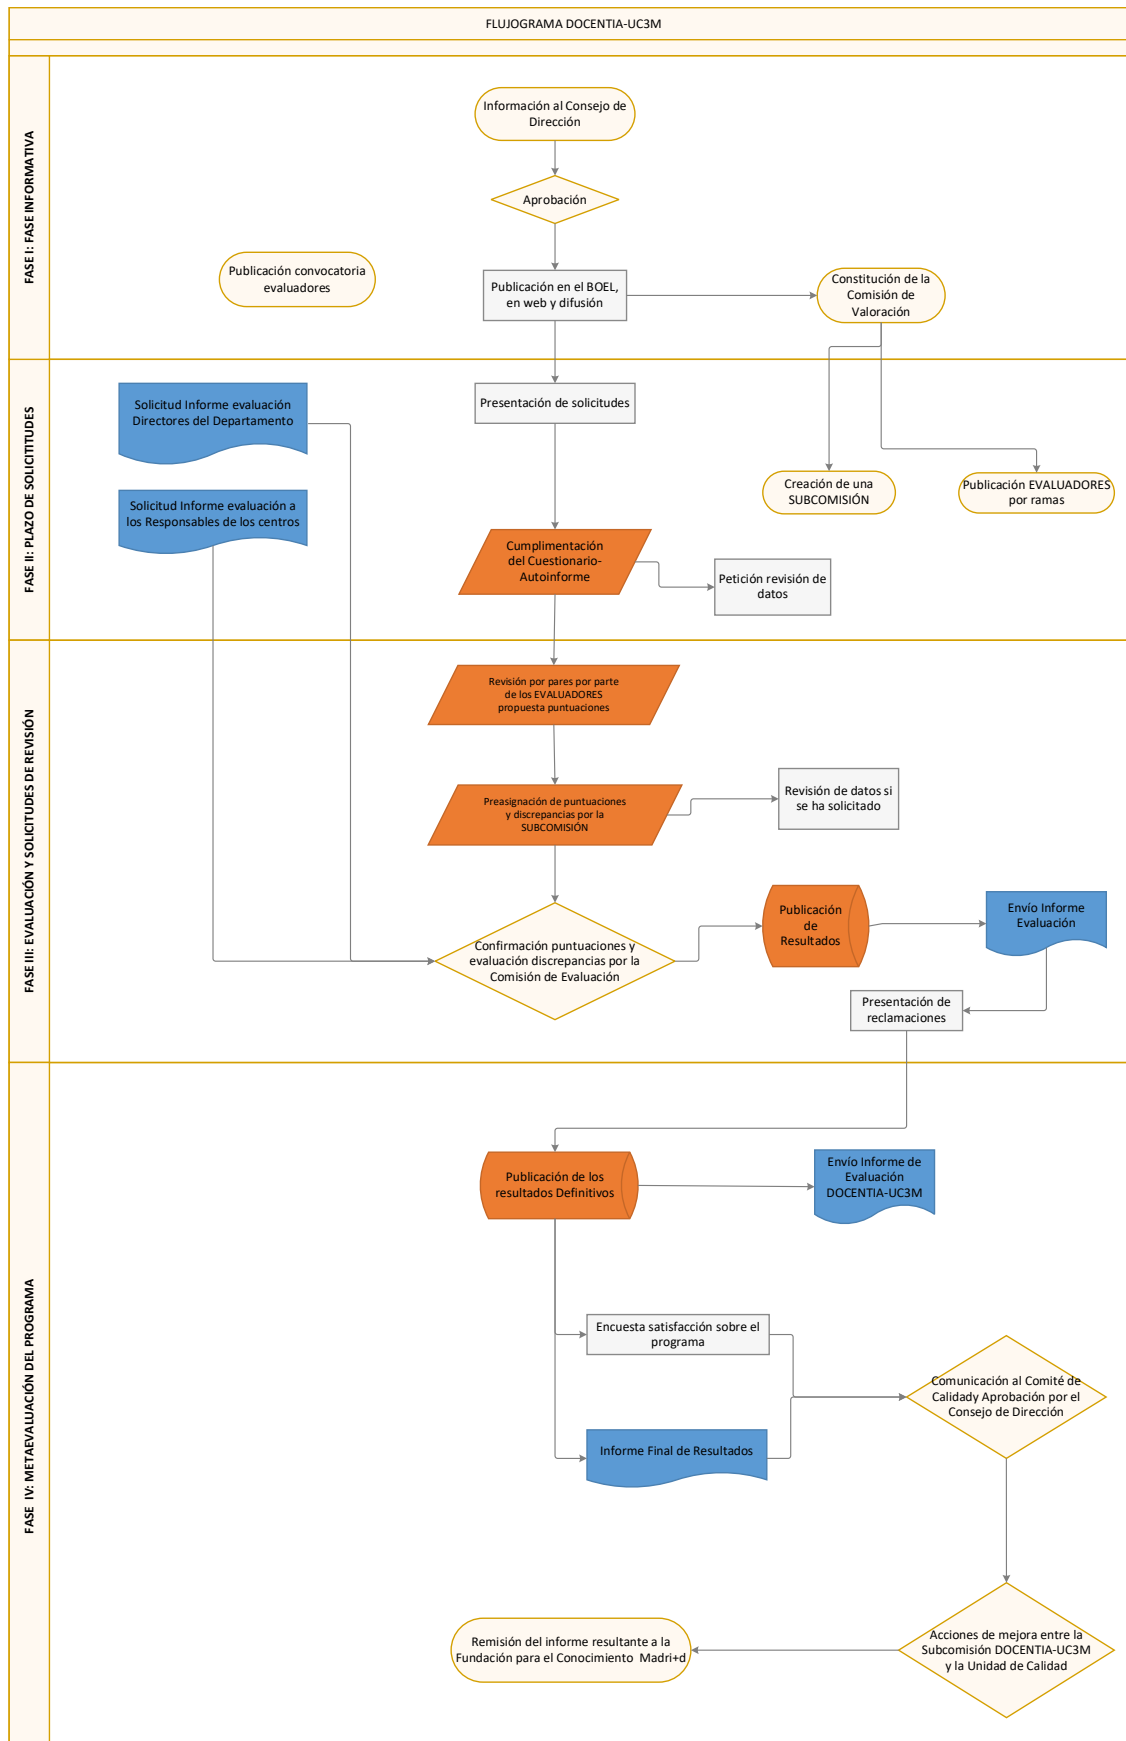 FLUJOGRAMA DOCENTIA-UC3M
FASE I: FASE INFORMATIVA
Información al Consejo de
Dirección
Aprobación
Publicación convocatoria
evaluadores
Publicación en el BOEL,
en web y difusión
Constitución de la
Comisión de
Valoración
FASE II: PLAZO DE SOLICITITUDES
Solicitud Informe evaluación
Directores del Departamento
Presentación de solicitudes
Solicitud Informe evaluación a
los Responsables de los centros
Creación de una
SUBCOMISIÓN
Publicación EVALUADORES
por ramas
Cumplimentación
del Cuestionario-
Autoinforme
Petición revisión de
datos
FASE III: EVALUACIÓN Y SOLICITUDES DE REVISIÓN
Revisión por pares por parte
de los EVALUADORES
propuesta puntuaciones
Preasignación de puntuaciones
y discrepancias por la
SUBCOMISIÓN
Revisión de datos si
se ha solicitado
Confirmación puntuaciones y
evaluación discrepancias por la
Comisión de Evaluación
Publicación
de
Resultados
Envío Informe
Evaluación
Presentación de
reclamaciones
FASE IV: METAEVALUACIÓN DEL PROGRAMA
Publicación de los
resultados Definitivos
Envío Informe de
Evaluación
DOCENTIA-UC3M
Encuesta satisfacción sobre el
programa
Informe Final de Resultados
Comunicación al Comité de
Calidady Aprobación por el
Consejo de Dirección
Acciones de mejora entre la
Subcomisión DOCENTIA-UC3M
y la Unidad de Calidad
Remisión del informe resultante a la
Fundación para el Conocimiento Madri+d